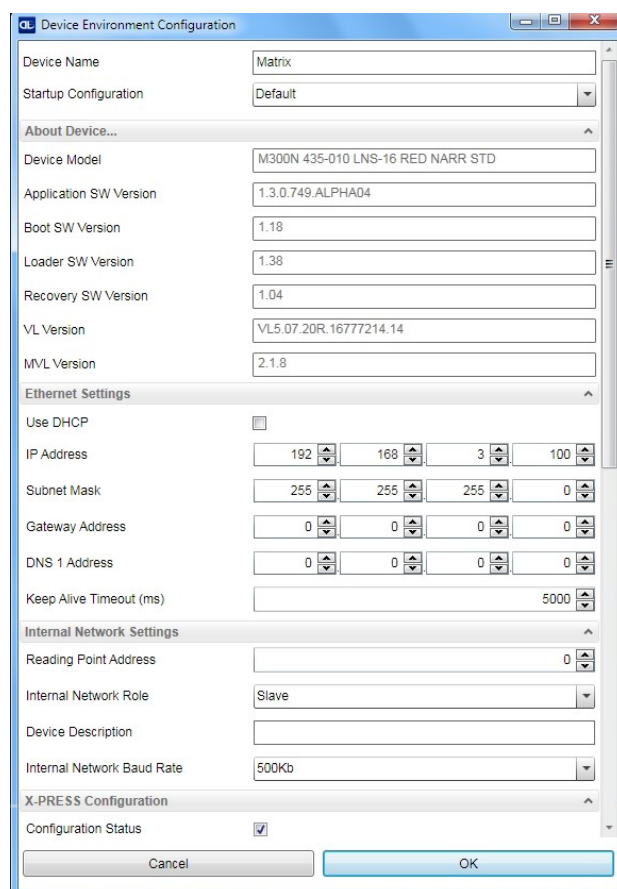 DL Device Environment Configuration
Device Name Matrix
Startup Configuration Default
About Device...
Device Model M300N 435-010 LNS-16 RED NARR STD
Application SW Version 1.3.0.749.ALPHA04
Boot SW Version 1.18
Loader SW Version 1.38
Recovery SW Version 1.04
VL Version VL5.07.20R.16777214.14
MVL Version 2.1.8
Ethernet Settings
Use DHCP
IP Address 192 . 168 . 3 . 100
Subnet Mask 255 . 255 . 255 . 0
Gateway Address 0 . 0 . 0 . 0
DNS 1 Address 0 . 0 . 0 . 0
Keep Alive Timeout (ms) 5000
Internal Network Settings
Reading Point Address 0
Internal Network Role Slave
Device Description
Internal Network Baud Rate 500Kb
X-PRESS Configuration
Configuration Status
Cancel OK